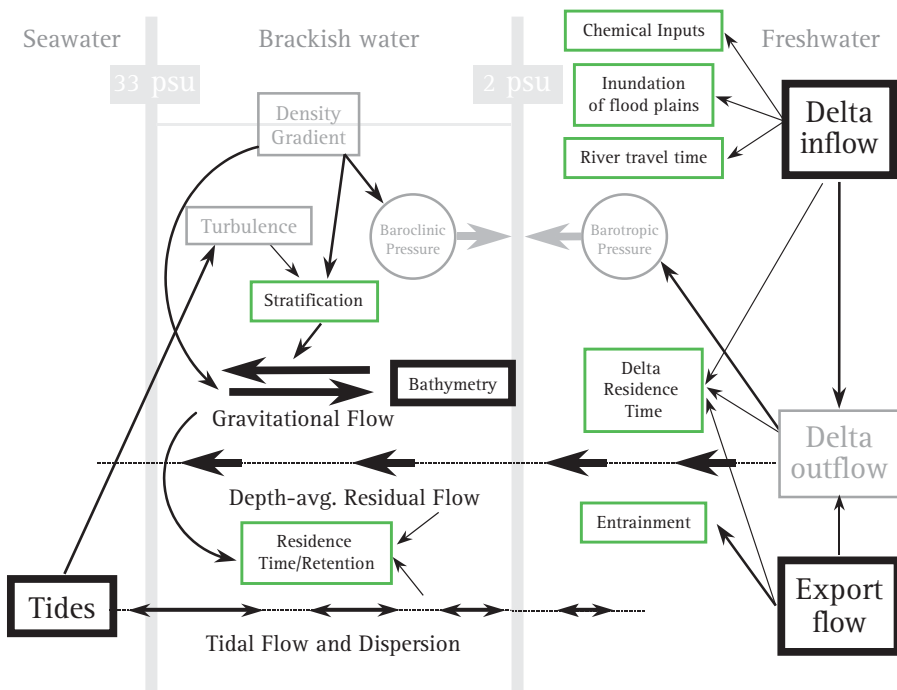 Seawater
Brackish water
Freshwater
33 psu
2 psu
Chemical Inputs
Inundation
of flood plains
River travel time
Delta
inflow
Density
Gradient
Turbulence
Baroclinic
Pressure
Barotropic
Pressure
Stratification
Bathymetry
Gravitational Flow
Delta
Residence
Time
Delta
outflow
Depth-avg. Residual Flow
Entrainment
Residence
Time/Retention
Tides
Export
flow
Tidal Flow and Dispersion